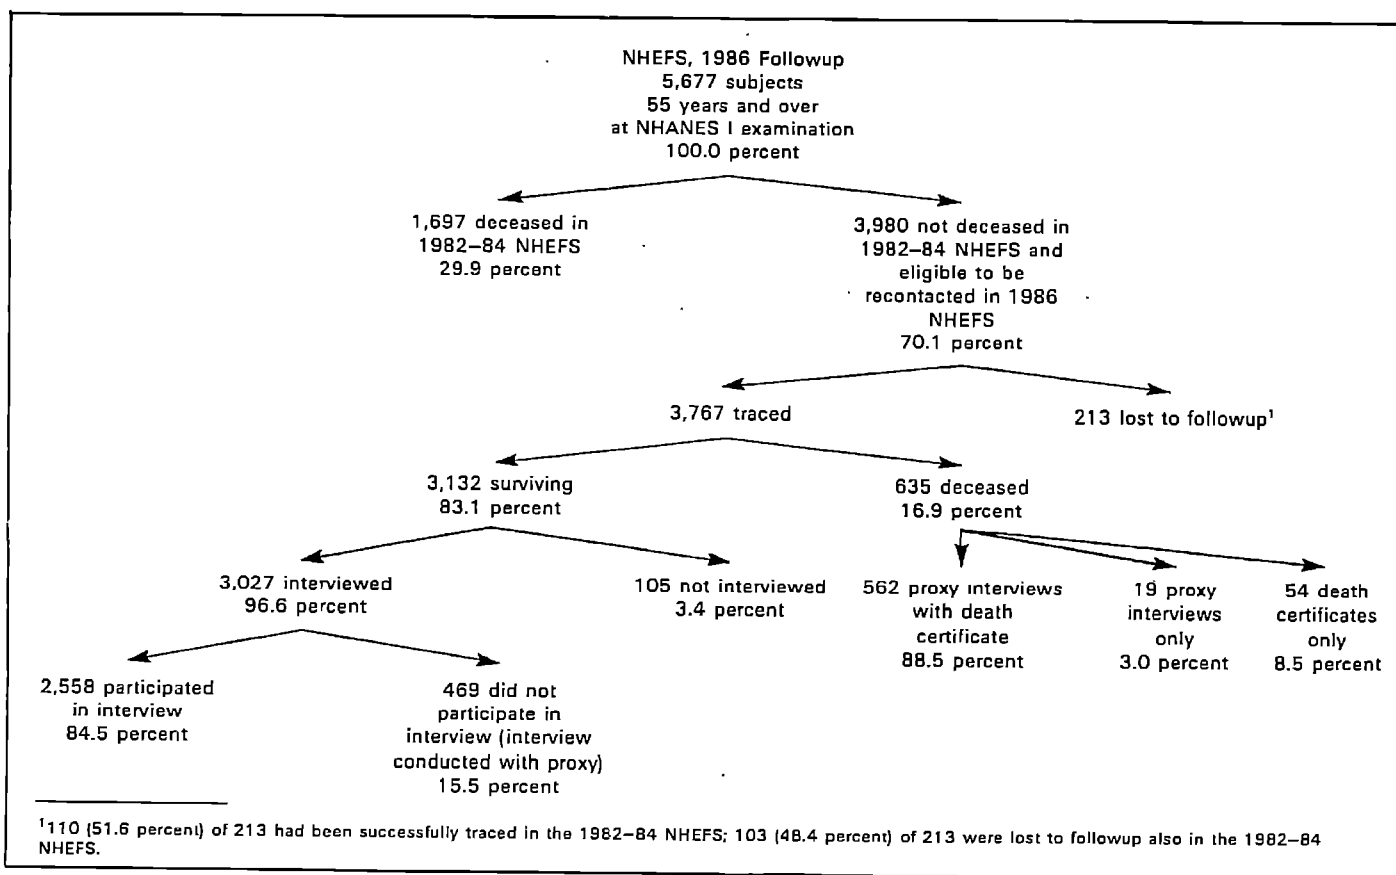 NHEFS, 1986 Followup
5,677 subjects
55 years and over
at NHANES I examination
100.0 percent
1,697 deceased in
1982–84 NHEFS
29.9 percent
3,980 not deceased in
1982–84 NHEFS and
eligible to be
recontacted in 1986
NHEFS
70.1 percent
3,767 traced
213 lost to followup¹
3,132 surviving
83.1 percent
635 deceased
16.9 percent
3,027 interviewed
96.6 percent
105 not interviewed
3.4 percent
562 proxy interviews
with death
certificate
88.5 percent
19 proxy
interviews
only
3.0 percent
54 death
certificates
only
8.5 percent
2,558 participated
in interview
84.5 percent
469 did not
participate in
interview (interview
conducted with proxy)
15.5 percent
¹110 (51.6 percent) of 213 had been successfully traced in the 1982–84 NHEFS; 103 (48.4 percent) of 213 were lost to followup also in the 1982–84
NHEFS.